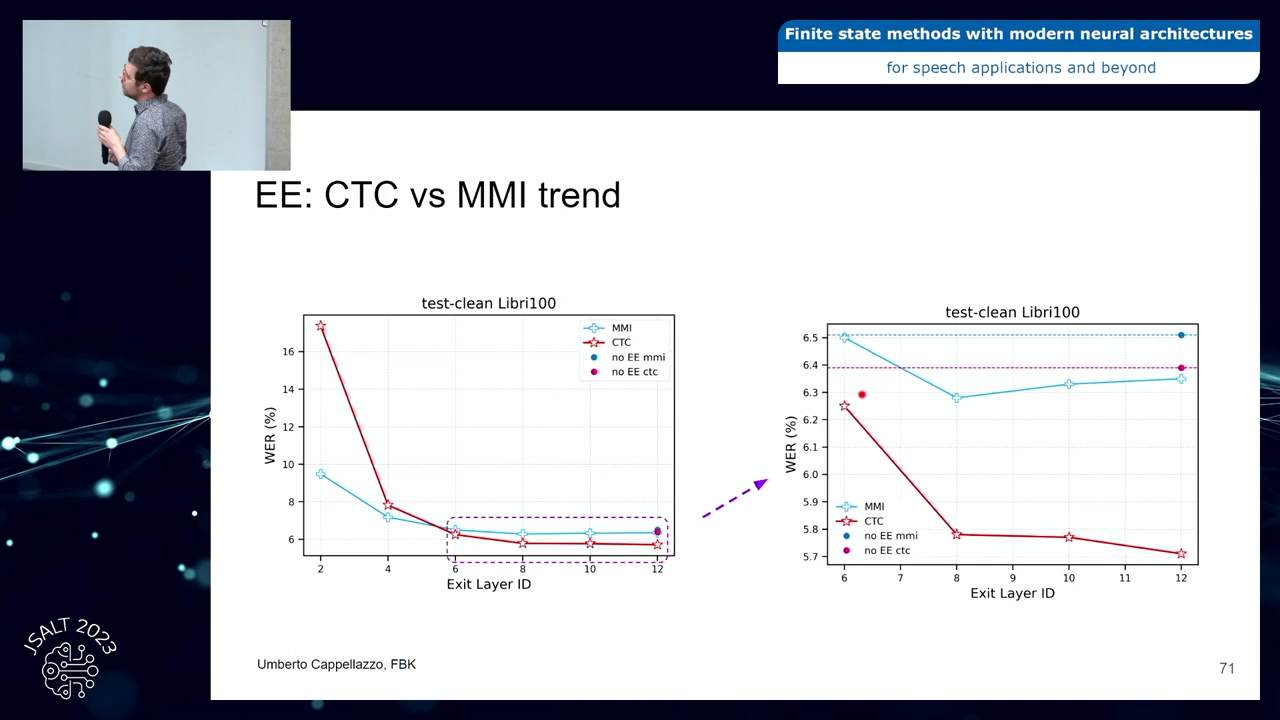 Finite state methods with modern neural architectures
for speech applications and beyond
EE: CTC vs MMI trend
test-clean Libri100
WER (%)
16
14
12
10
8
6
2 4 6 8 10 12
Exit Layer ID
MMI
CTC
no EE mmi
no EE ctc
test-clean Libri100
WER (%)
6.5
6.4
6.3
6.2
6.1
6.0
5.9
5.8
5.7
6 7 8 9 10 11 12
Exit Layer ID
MMI
CTC
no EE mmi
no EE ctc
JSALT 2023
Umberto Cappellazzo, FBK
71